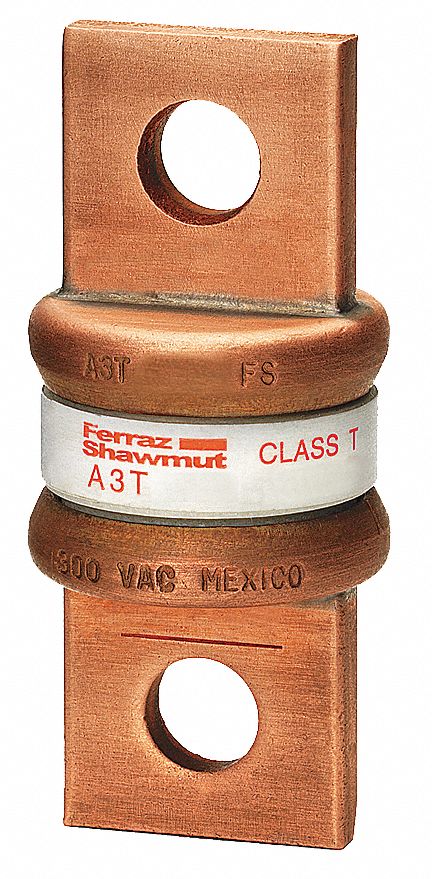 A3T FS
Ferraz
Shawmut
CLASS T
A3T
300 VAC MEXICO